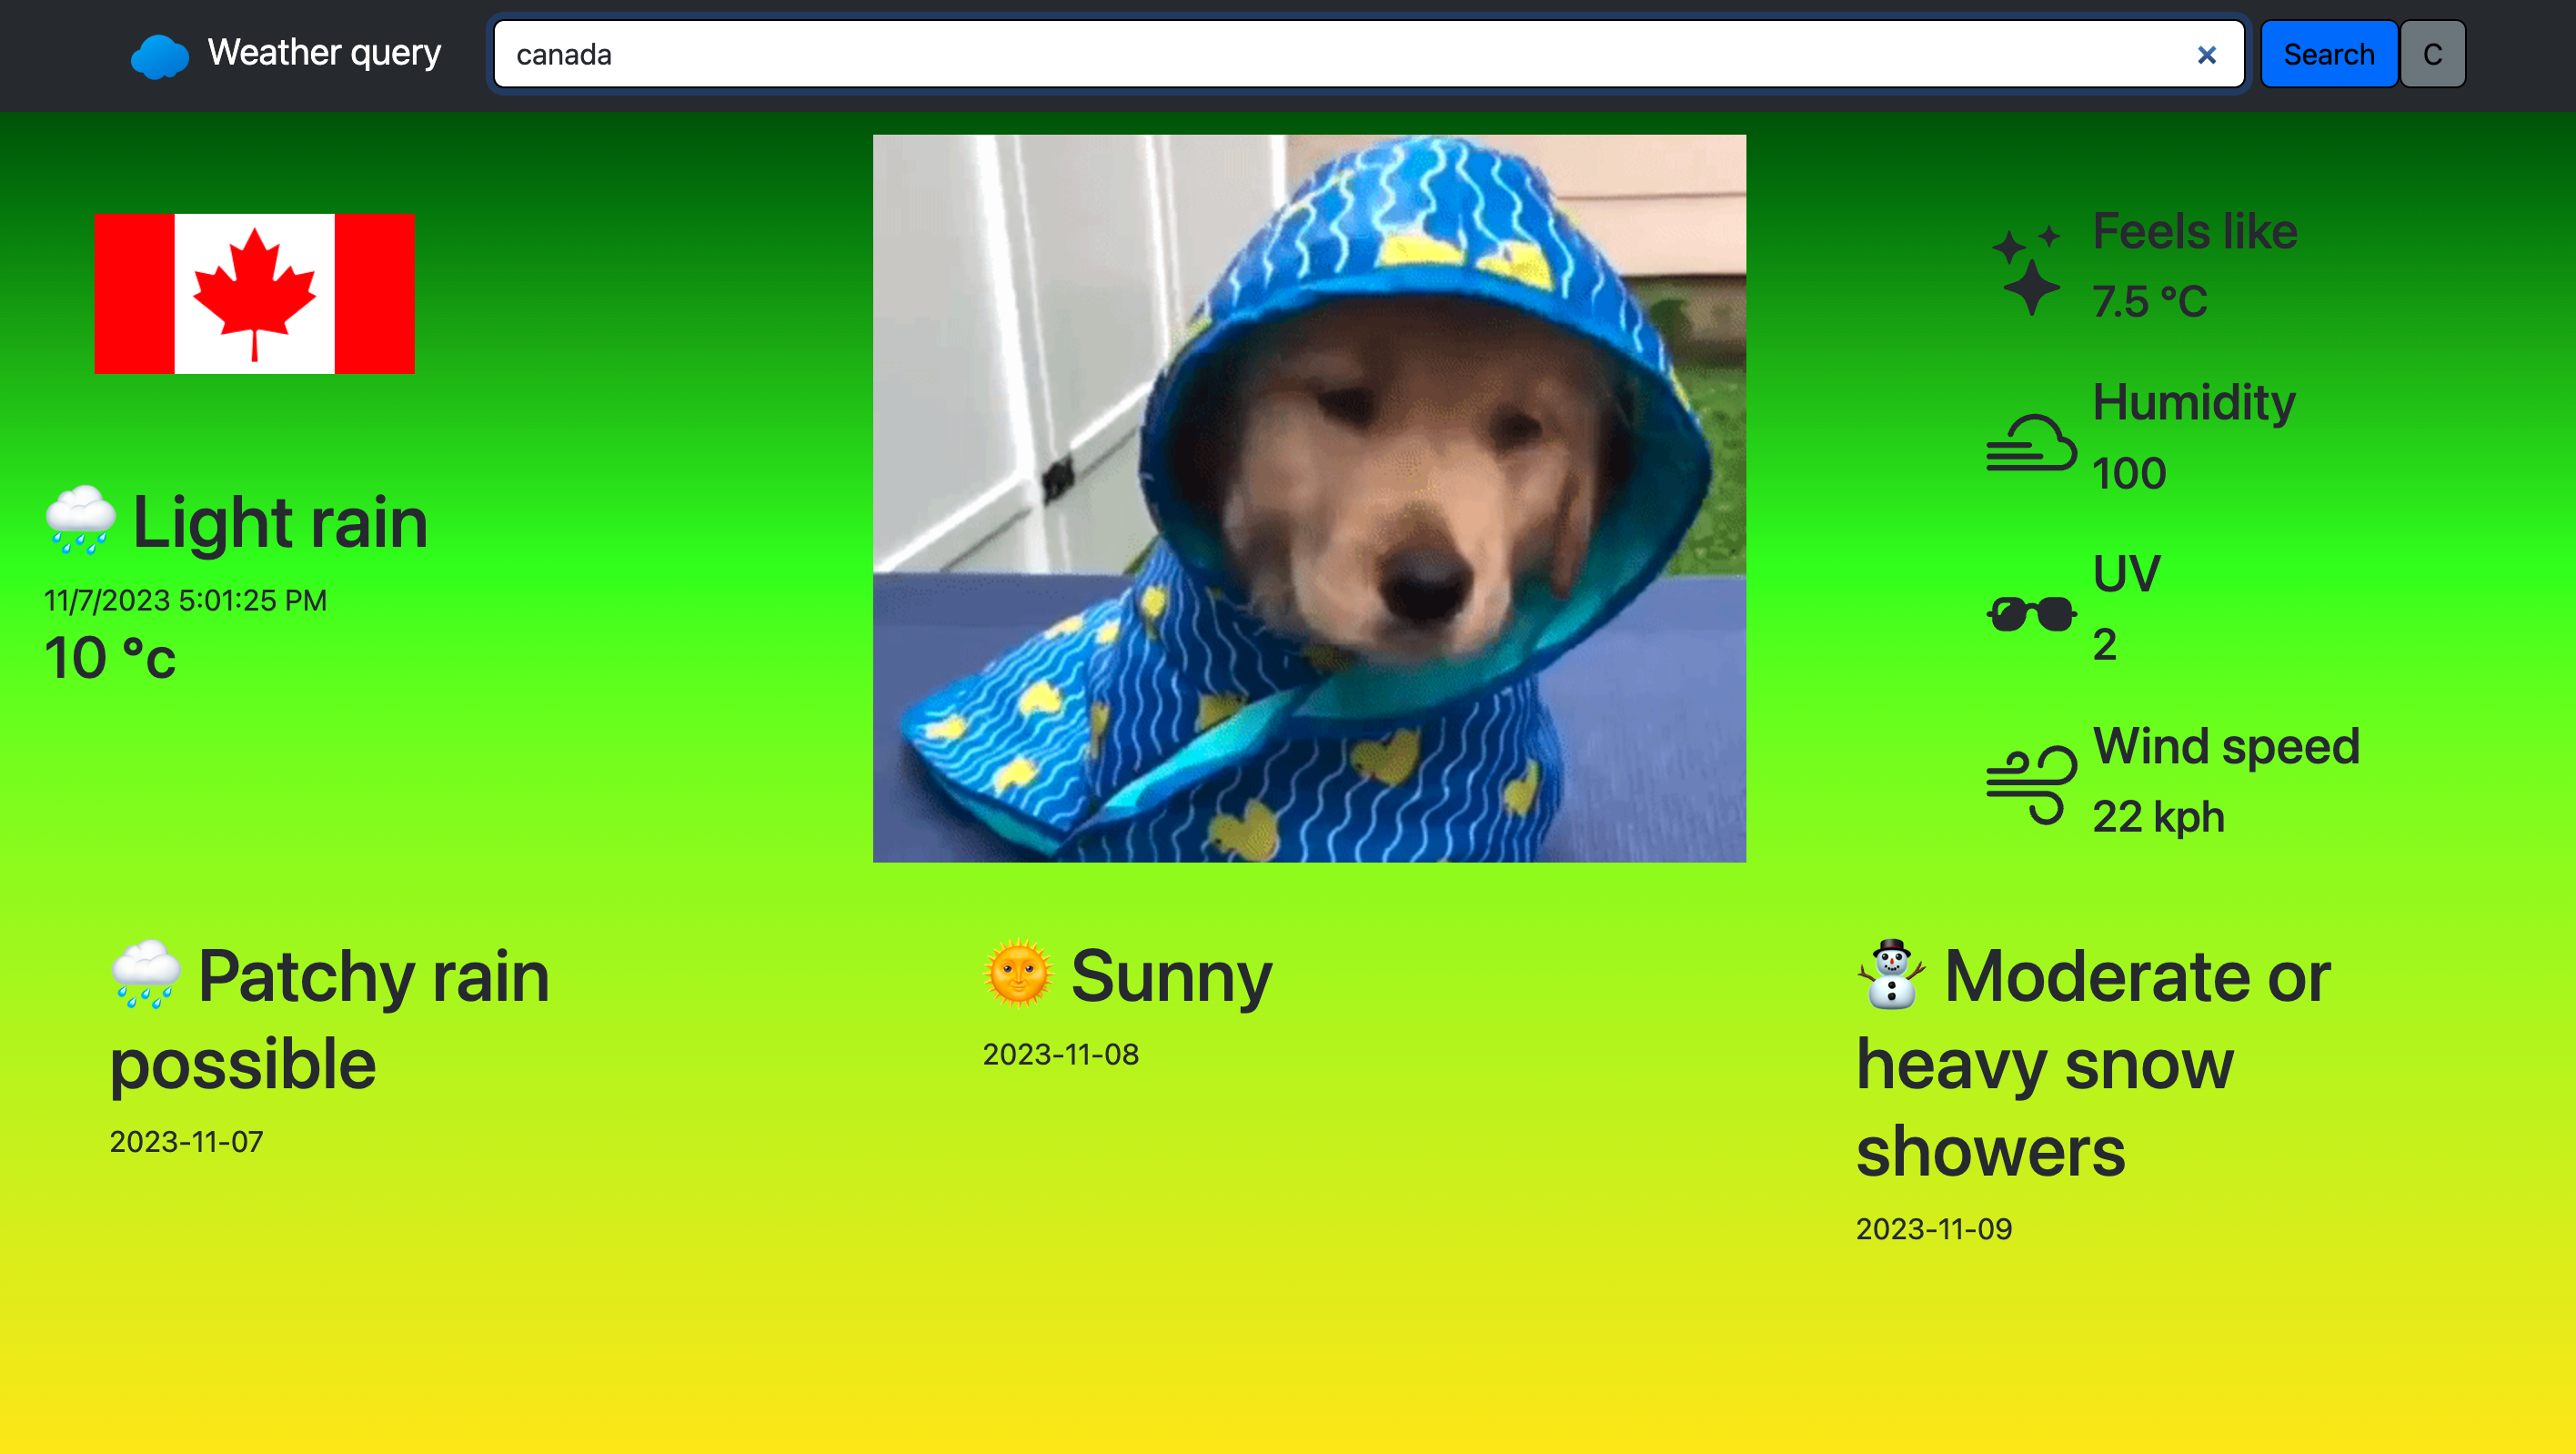 Weather query
canada
Search
C
Light rain
11/7/2023 5:01:25 PM
10 °c
Feels like
7.5 °C
Humidity
100
UV
2
Wind speed
22 kph
Patchy rain
possible
2023-11-07
Sunny
2023-11-08
Moderate or
heavy snow
showers
2023-11-09